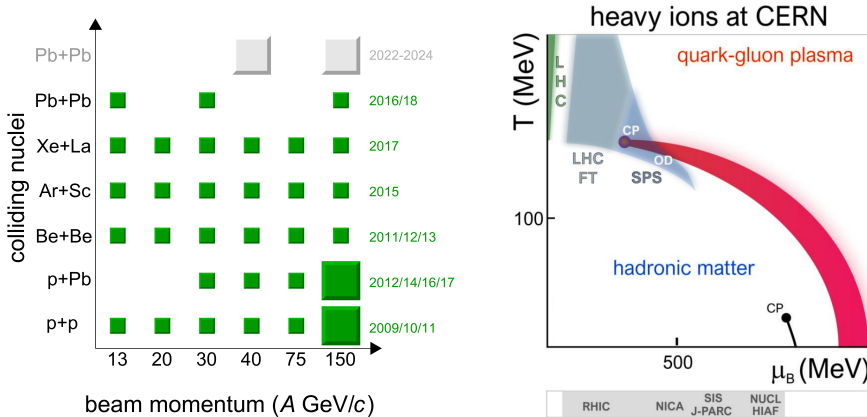 Pb+Pb 2022-2024
Pb+Pb 2016/18
Xe+La 2017
Ar+Sc 2015
Be+Be 2011/12/13
p+Pb 2012/14/16/17
p+p 2009/10/11
colliding nuclei
13 20 30 40 75 150
beam momentum (A GeV/c)
heavy ions at CERN
quark-gluon plasma
T (MeV)
LHC
CP
OD
LHC
FT
SPS
100
hadronic matter
CP
500
μB (MeV)
RHIC NICA SIS NUCL
J-PARC HIAF